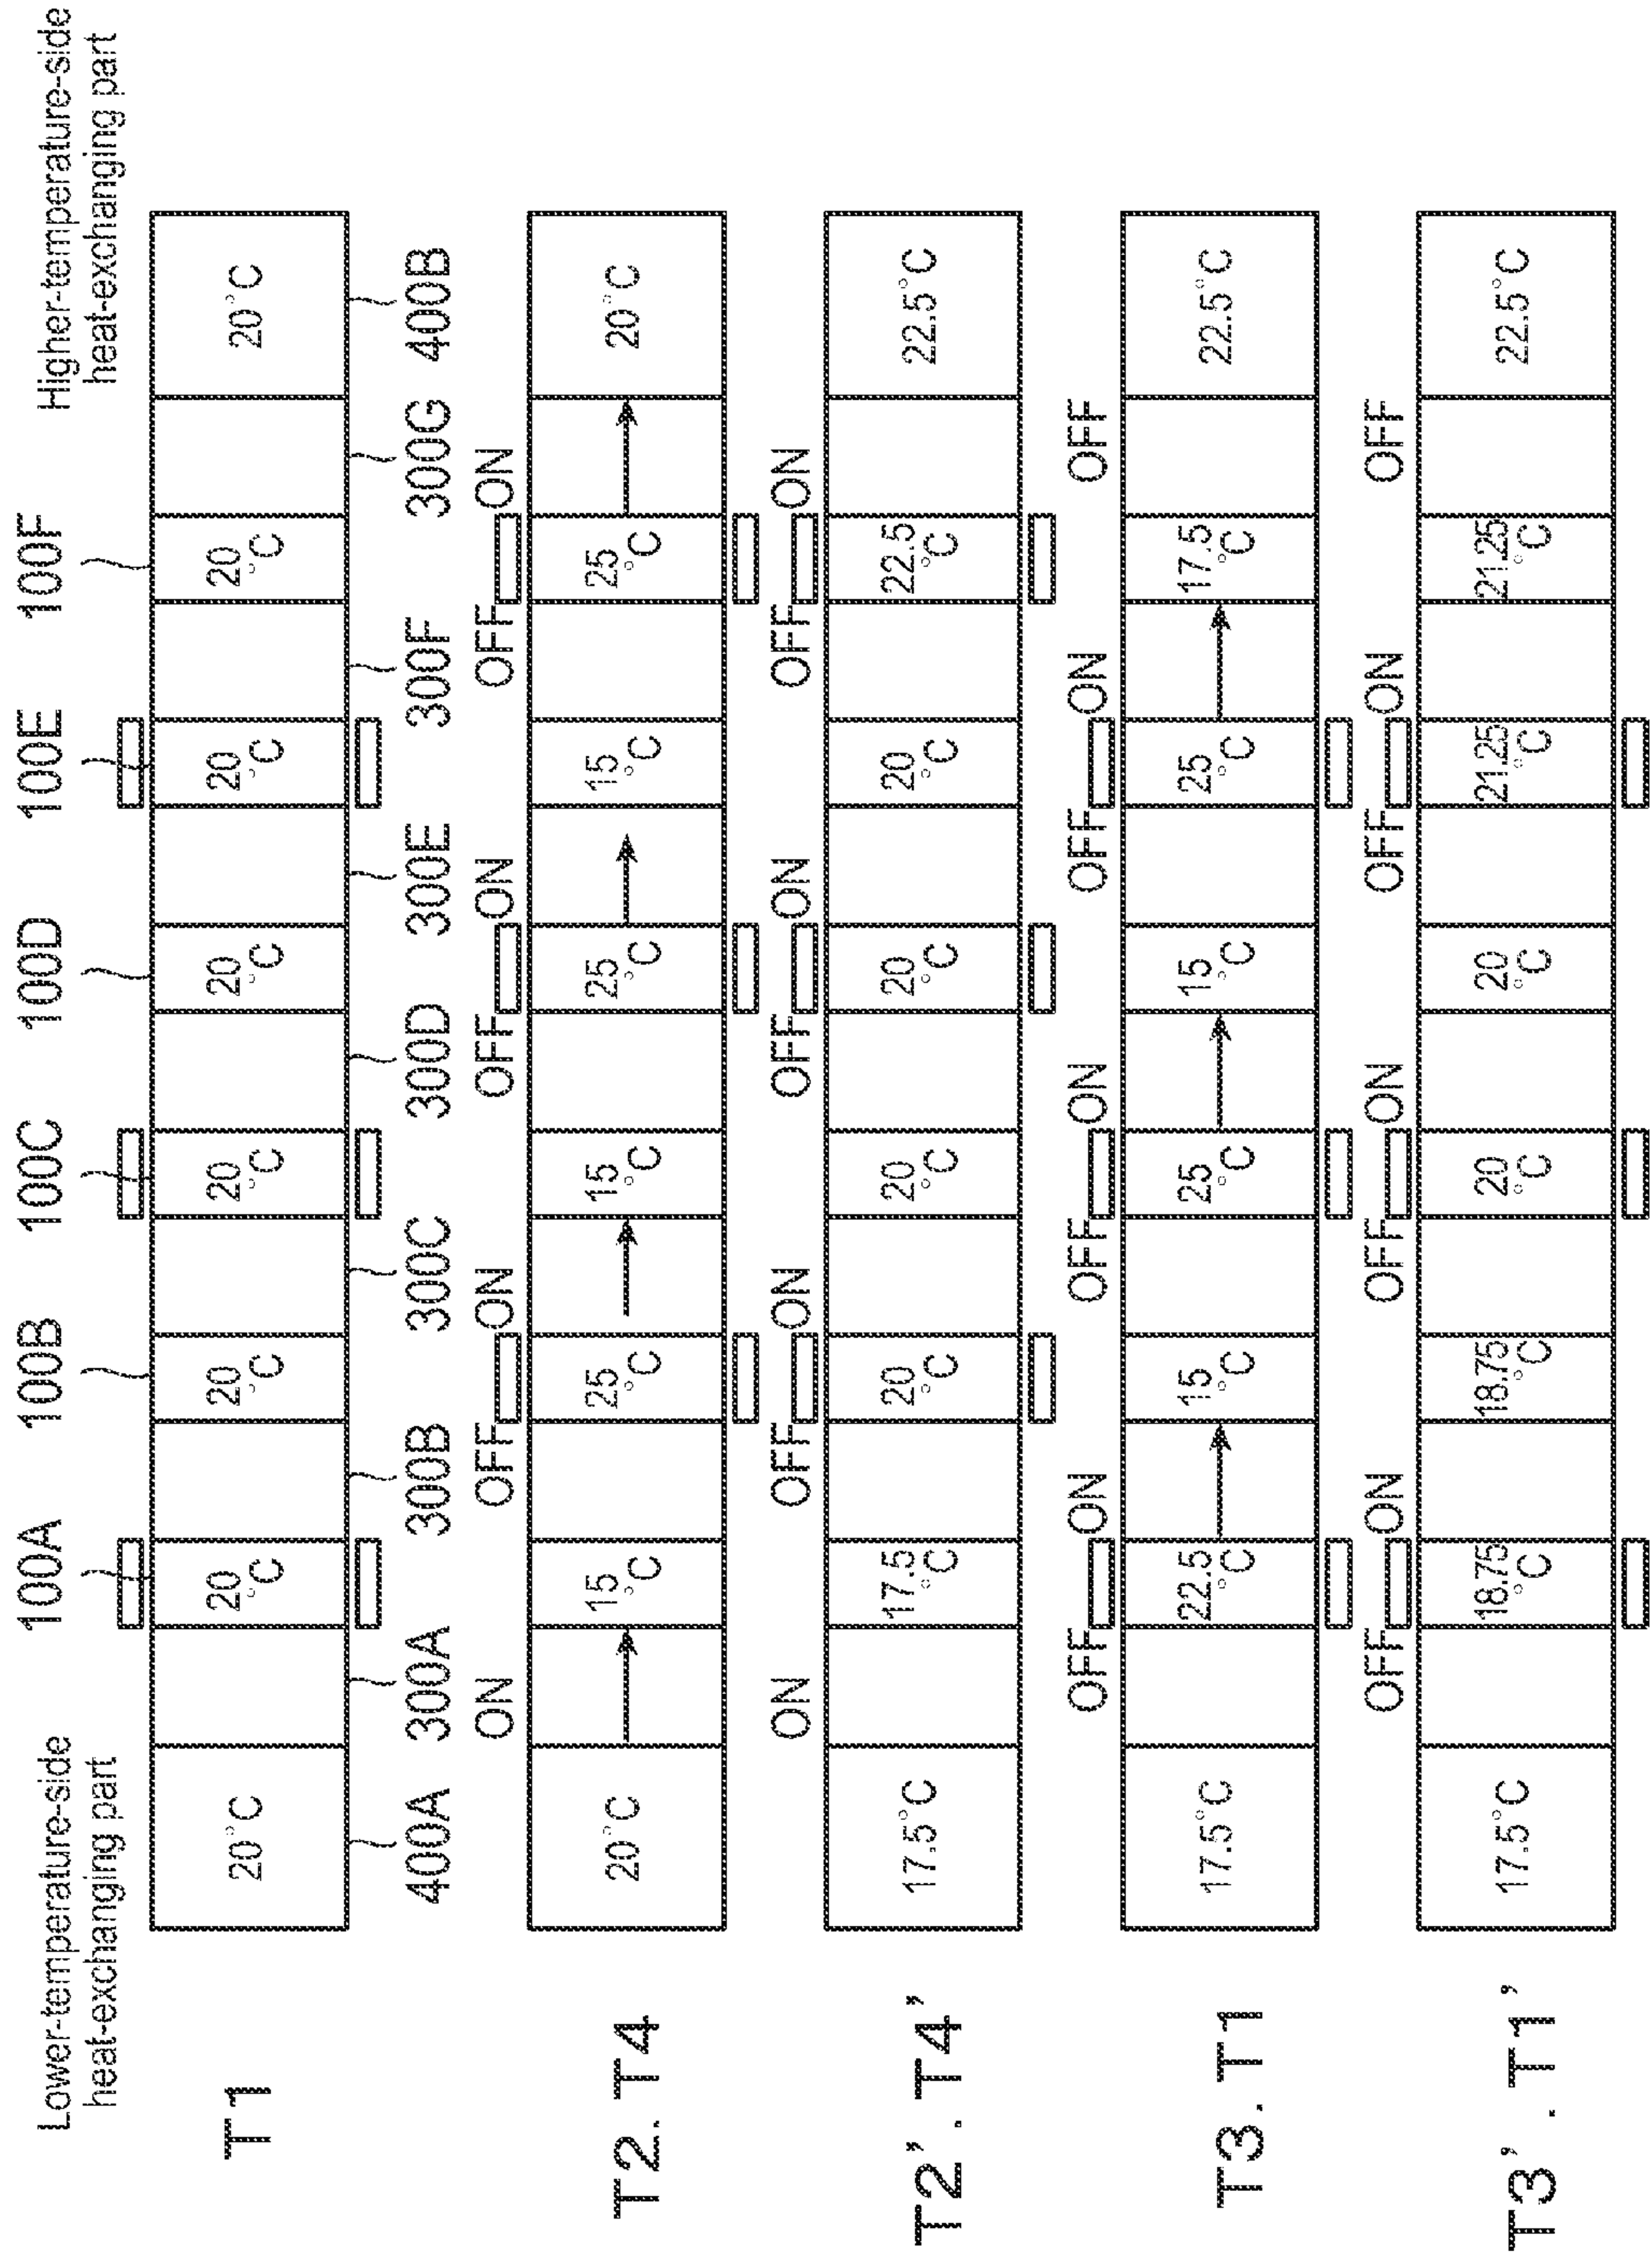 Lower-temperature-side
heat-exchanging part
Higher-temperature-side
heat-exchanging part
100A 100B 100C 100D 100E 100F
T1
20°C
20
°C
20
°C
20
°C
20
°C
20
°C
20
°C
20°C
400A 300A 300B 300C 300D 300E 300F 300G 400B
ON OFF ON OFF ON OFF ON
T2. T4
20°C
15
°C
25
°C
15
°C
25
°C
15
°C
25
°C
20°C
ON OFF ON OFF ON OFF ON
T2’. T4’
17.5°C
17.5
°C
20
°C
20
°C
20
°C
20
°C
22.5
°C
22.5°C
OFF ON OFF ON OFF ON OFF
T3. T1
17.5°C
22.5
°C
15
°C
25
°C
15
°C
25
°C
17.5
°C
22.5°C
OFF ON OFF ON OFF ON OFF
T3’. T1’
17.5°C
18.75
°C
18.75
°C
20
°C
20
°C
21.25
°C
21.25
°C
22.5°C